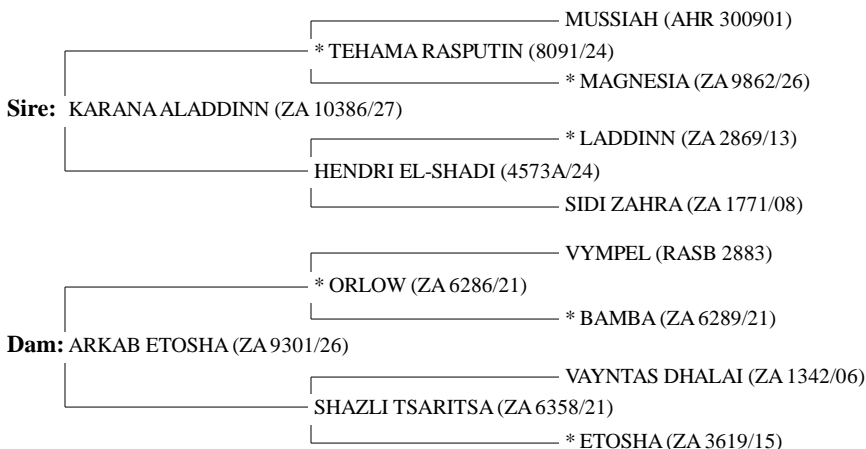 MUSSIAH (AHR 300901)
* TEHAMA RASPUTIN (8091/24)
* MAGNESIA (ZA 9862/26)
Sire: KARANA ALADDINN (ZA 10386/27)
* LADDINN (ZA 2869/13)
HENDRI EL-SHADI (4573A/24)
SIDI ZAHRA (ZA 1771/08)
VYMPEL (RASB 2883)
* ORLOW (ZA 6286/21)
* BAMBA (ZA 6289/21)
Dam: ARKAB ETOSHA (ZA 9301/26)
VAYNTAS DHALAI (ZA 1342/06)
SHAZLI TSARITSA (ZA 6358/21)
* ETOSHA (ZA 3619/15)